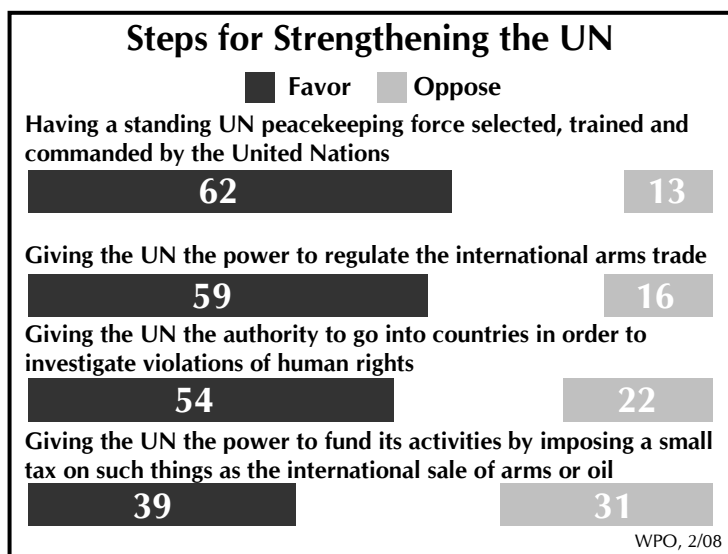 Steps for Strengthening the UN
Favor Oppose
Having a standing UN peacekeeping force selected, trained and
commanded by the United Nations
62 13
Giving the UN the power to regulate the international arms trade
59 16
Giving the UN the authority to go into countries in order to
investigate violations of human rights
54 22
Giving the UN the power to fund its activities by imposing a small
tax on such things as the international sale of arms or oil
39 31
WPO, 2/08